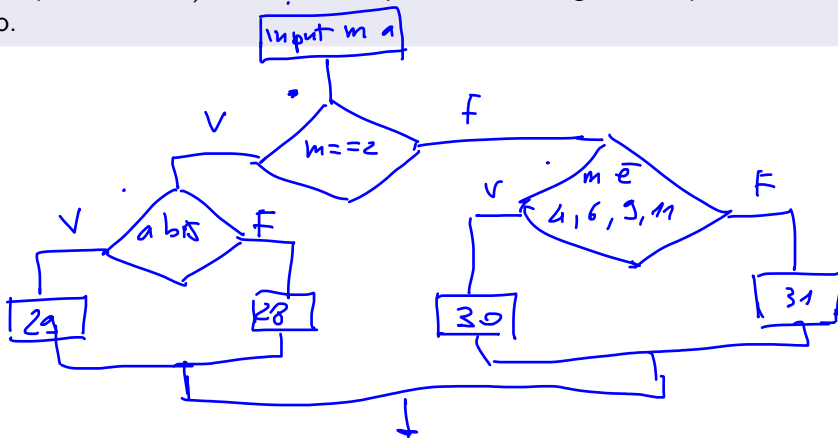 o.
input m a
V
F
m==2
V
m è
4, 6, 9, 11
F
V
a bis
F
29
28
30
31